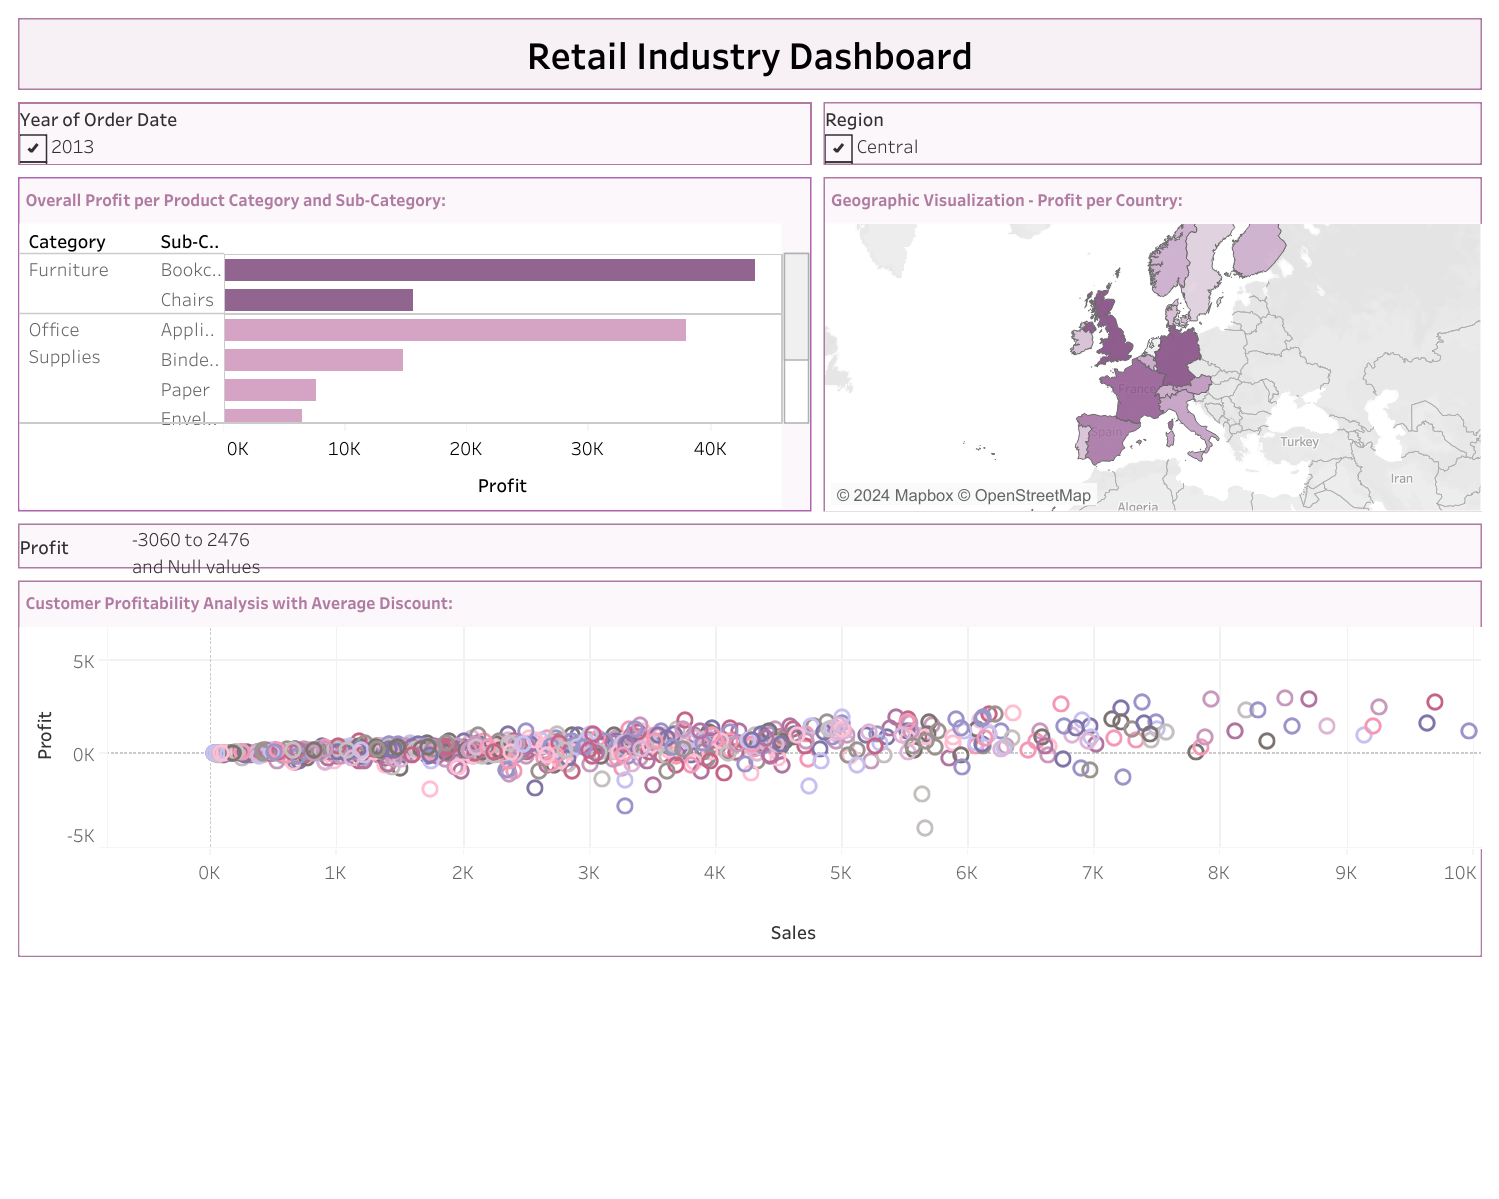 Retail Industry Dashboard
Year of Order Date
2013
Region
Central
Overall Profit per Product Category and Sub-Category:
Category Sub-C..
Furniture Bookc..
Chairs
Office Appli..
Supplies Binde..
Paper
Envel..
0K 10K 20K 30K 40K
Profit
Geographic Visualization - Profit per Country:
France
Spain
Turkey
Iran
Algeria
© 2024 Mapbox © OpenStreetMap
Profit -3060 to 2476
and Null values
Customer Profitability Analysis with Average Discount:
5K
0K
-5K
Profit
0K 1K 2K 3K 4K 5K 6K 7K 8K 9K 10K
Sales